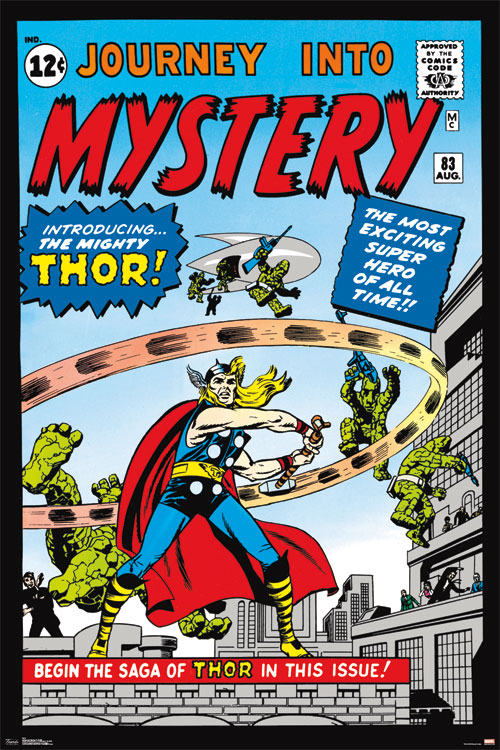 IND.
12¢
JOURNEY INTO
MYSTERY
APPROVED
BY THE
COMICS
CODE
CA
AUTHORITY
MC
83
AUG.
INTRODUCING...
THE MIGHTY
THOR!
THE MOST
EXCITING
SUPER
HERO
OF ALL
TIME!!
BEGIN THE SAGA OF THOR IN THIS ISSUE!